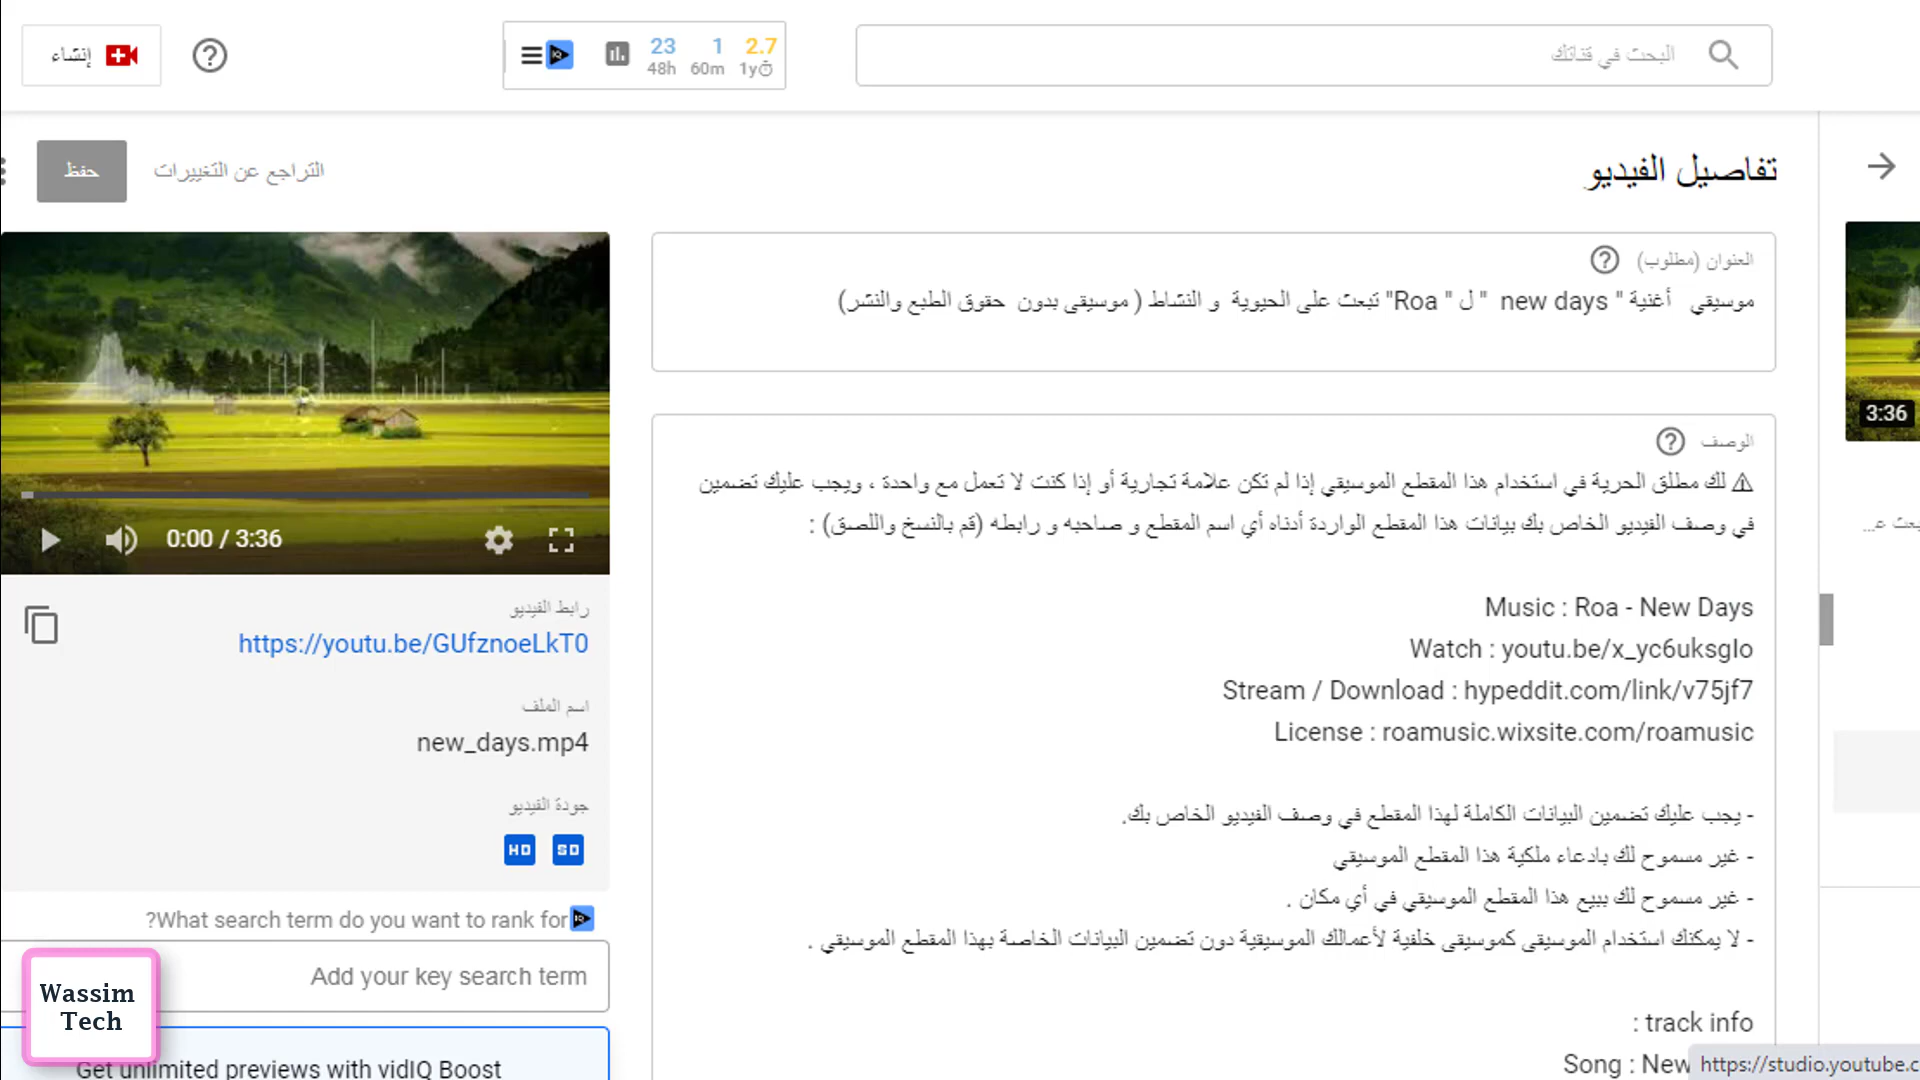 إنشاء
23 1 2.7
48h 60m 1y
البحث في قناتك
حفظ
التراجع عن التغييرات
تفاصيل الفيديو
العنوان (مطلوب)
موسيقي أغنية " new days " ل " Roa" تبعث على الحيوية و النشاط ( موسيقى بدون حقوق الطبع والنشر)
الوصف
⚠ لك مطلق الحرية في استخدام هذا المقطع الموسيقي إذا لم تكن علامة تجارية أو إذا كنت لا تعمل مع واحدة ، ويجب عليك تضمين
في وصف الفيديو الخاص بك بيانات هذا المقطع الواردة أدناه أي اسم المقطع و صاحبه و رابطه (قم بالنسخ واللصق) :
Music : Roa - New Days
Watch : youtu.be/x_yc6uksglo
Stream / Download : hypeddit.com/link/v75jf7
License : roamusic.wixsite.com/roamusic
- يجب عليك تضمين البيانات الكاملة لهذا المقطع في وصف الفيديو الخاص بك.
- غير مسموح لك بادعاء ملكية هذا المقطع الموسيقي
- غير مسموح لك ببيع هذا المقطع الموسيقي في أي مكان .
- لا يمكنك استخدام الموسيقى كموسيقى خلفية لأعمالك الموسيقية دون تضمين البيانات الخاصة بهذا المقطع الموسيقي .
: track info
Song : New
https://studio.youtube.c
3:36
0:00 / 3:36
رابط الفيديو
https://youtu.be/GUfznoeLkT0
اسم الملف
new_days.mp4
جودة الفيديو
HD SD
?What search term do you want to rank for
Add your key search term
Get unlimited previews with vidIQ Boost
Wassim
Tech